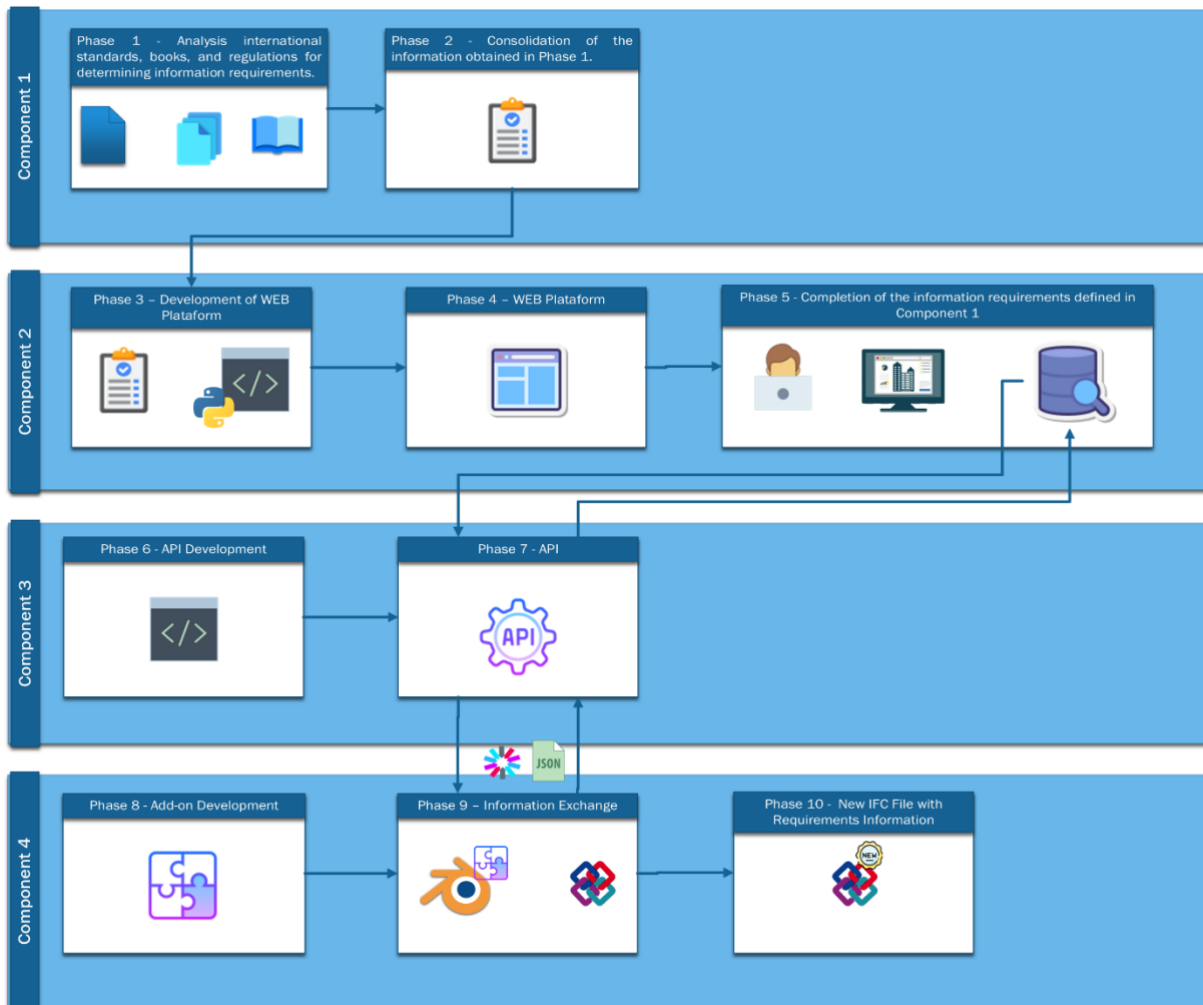 Component 1
Phase 1 - Analysis international
standards, books, and regulations for
determining information requirements.
Phase 2 - Consolidation of the
information obtained in Phase 1.
Component 2
Phase 3 – Development of WEB
Plataform
</>
Phase 4 – WEB Plataform
Phase 5 - Completion of the information requirements defined in
Component 1
Component 3
Phase 6 - API Development
</>
Phase 7 - API
API
JSON
Component 4
Phase 8 - Add-on Development
Phase 9 – Information Exchange
Phase 10 - New IFC File with
Requirements Information
NEW